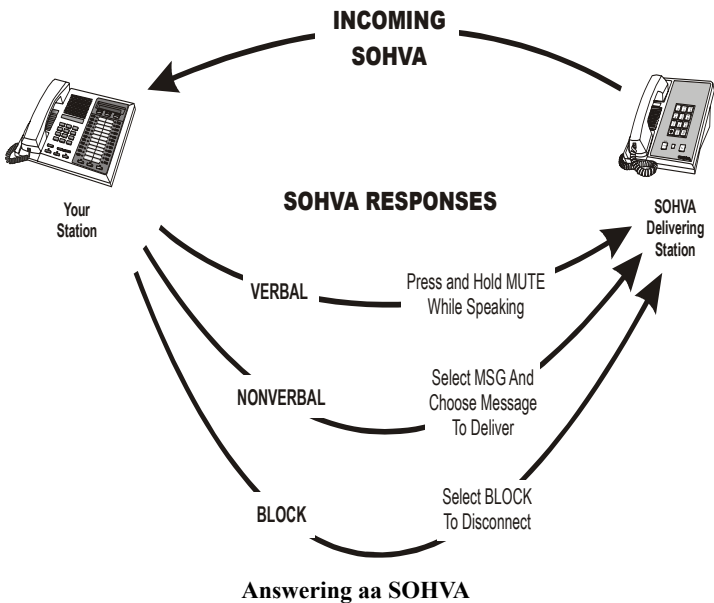 INCOMING
SOHVA
Your
Station
SOHVA RESPONSES
SOHVA
Delivering
Station
VERBAL
Press and Hold MUTE
While Speaking
NONVERBAL
Select MSG And
Choose Message
To Deliver
BLOCK
Select BLOCK
To Disconnect
Answering aa SOHVA